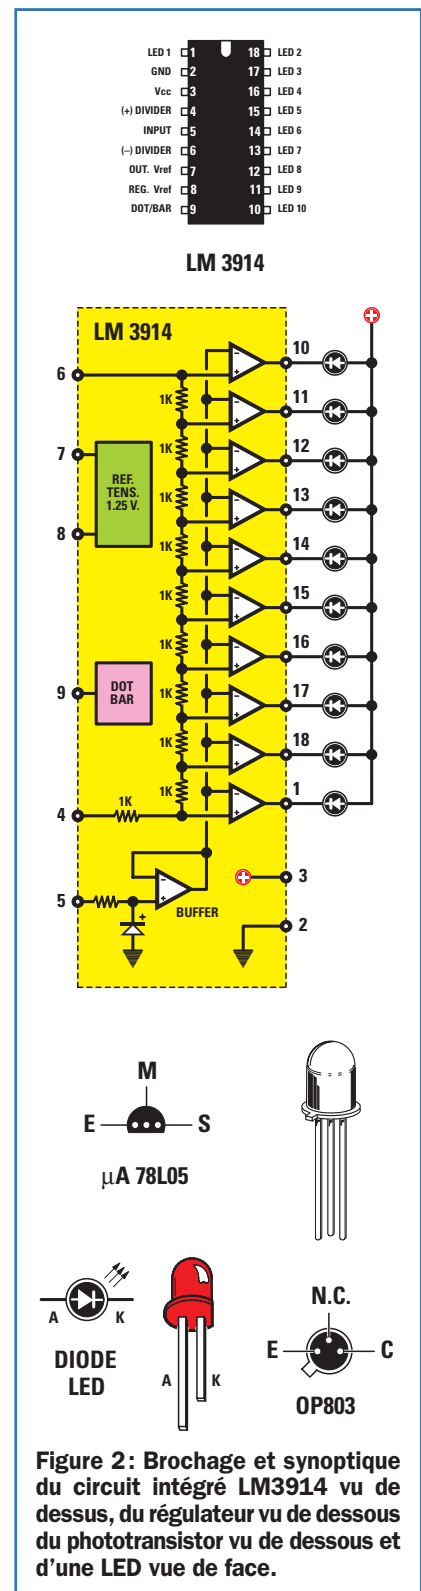 LED 1 1 18 LED 2
GND 2 17 LED 3
Vcc 3 16 LED 4
(+) DIVIDER 4 15 LED 5
INPUT 5 14 LED 6
(–) DIVIDER 6 13 LED 7
OUT. Vref 7 12 LED 8
REG. Vref 8 11 LED 9
DOT/BAR 9 10 LED 10
LM 3914
LM 3914
10
6
1K
11
7
1K
12
REF.
TENS.
1.25 V.
1K
13
8
1K
14
1K
15
1K
16
9
DOT
BAR
1K
17
1K
18
1K
1
4
1K
3
5
BUFFER
2
M
E
S
µA 78L05
A
K
DIODE
LED
A
K
N.C.
E
C
OP803
Figure 2: Brochage et synoptique
du circuit intégré LM3914 vu de
dessus, du régulateur vu de dessous
du phototransistor vu de dessous et
d'une LED vue de face.